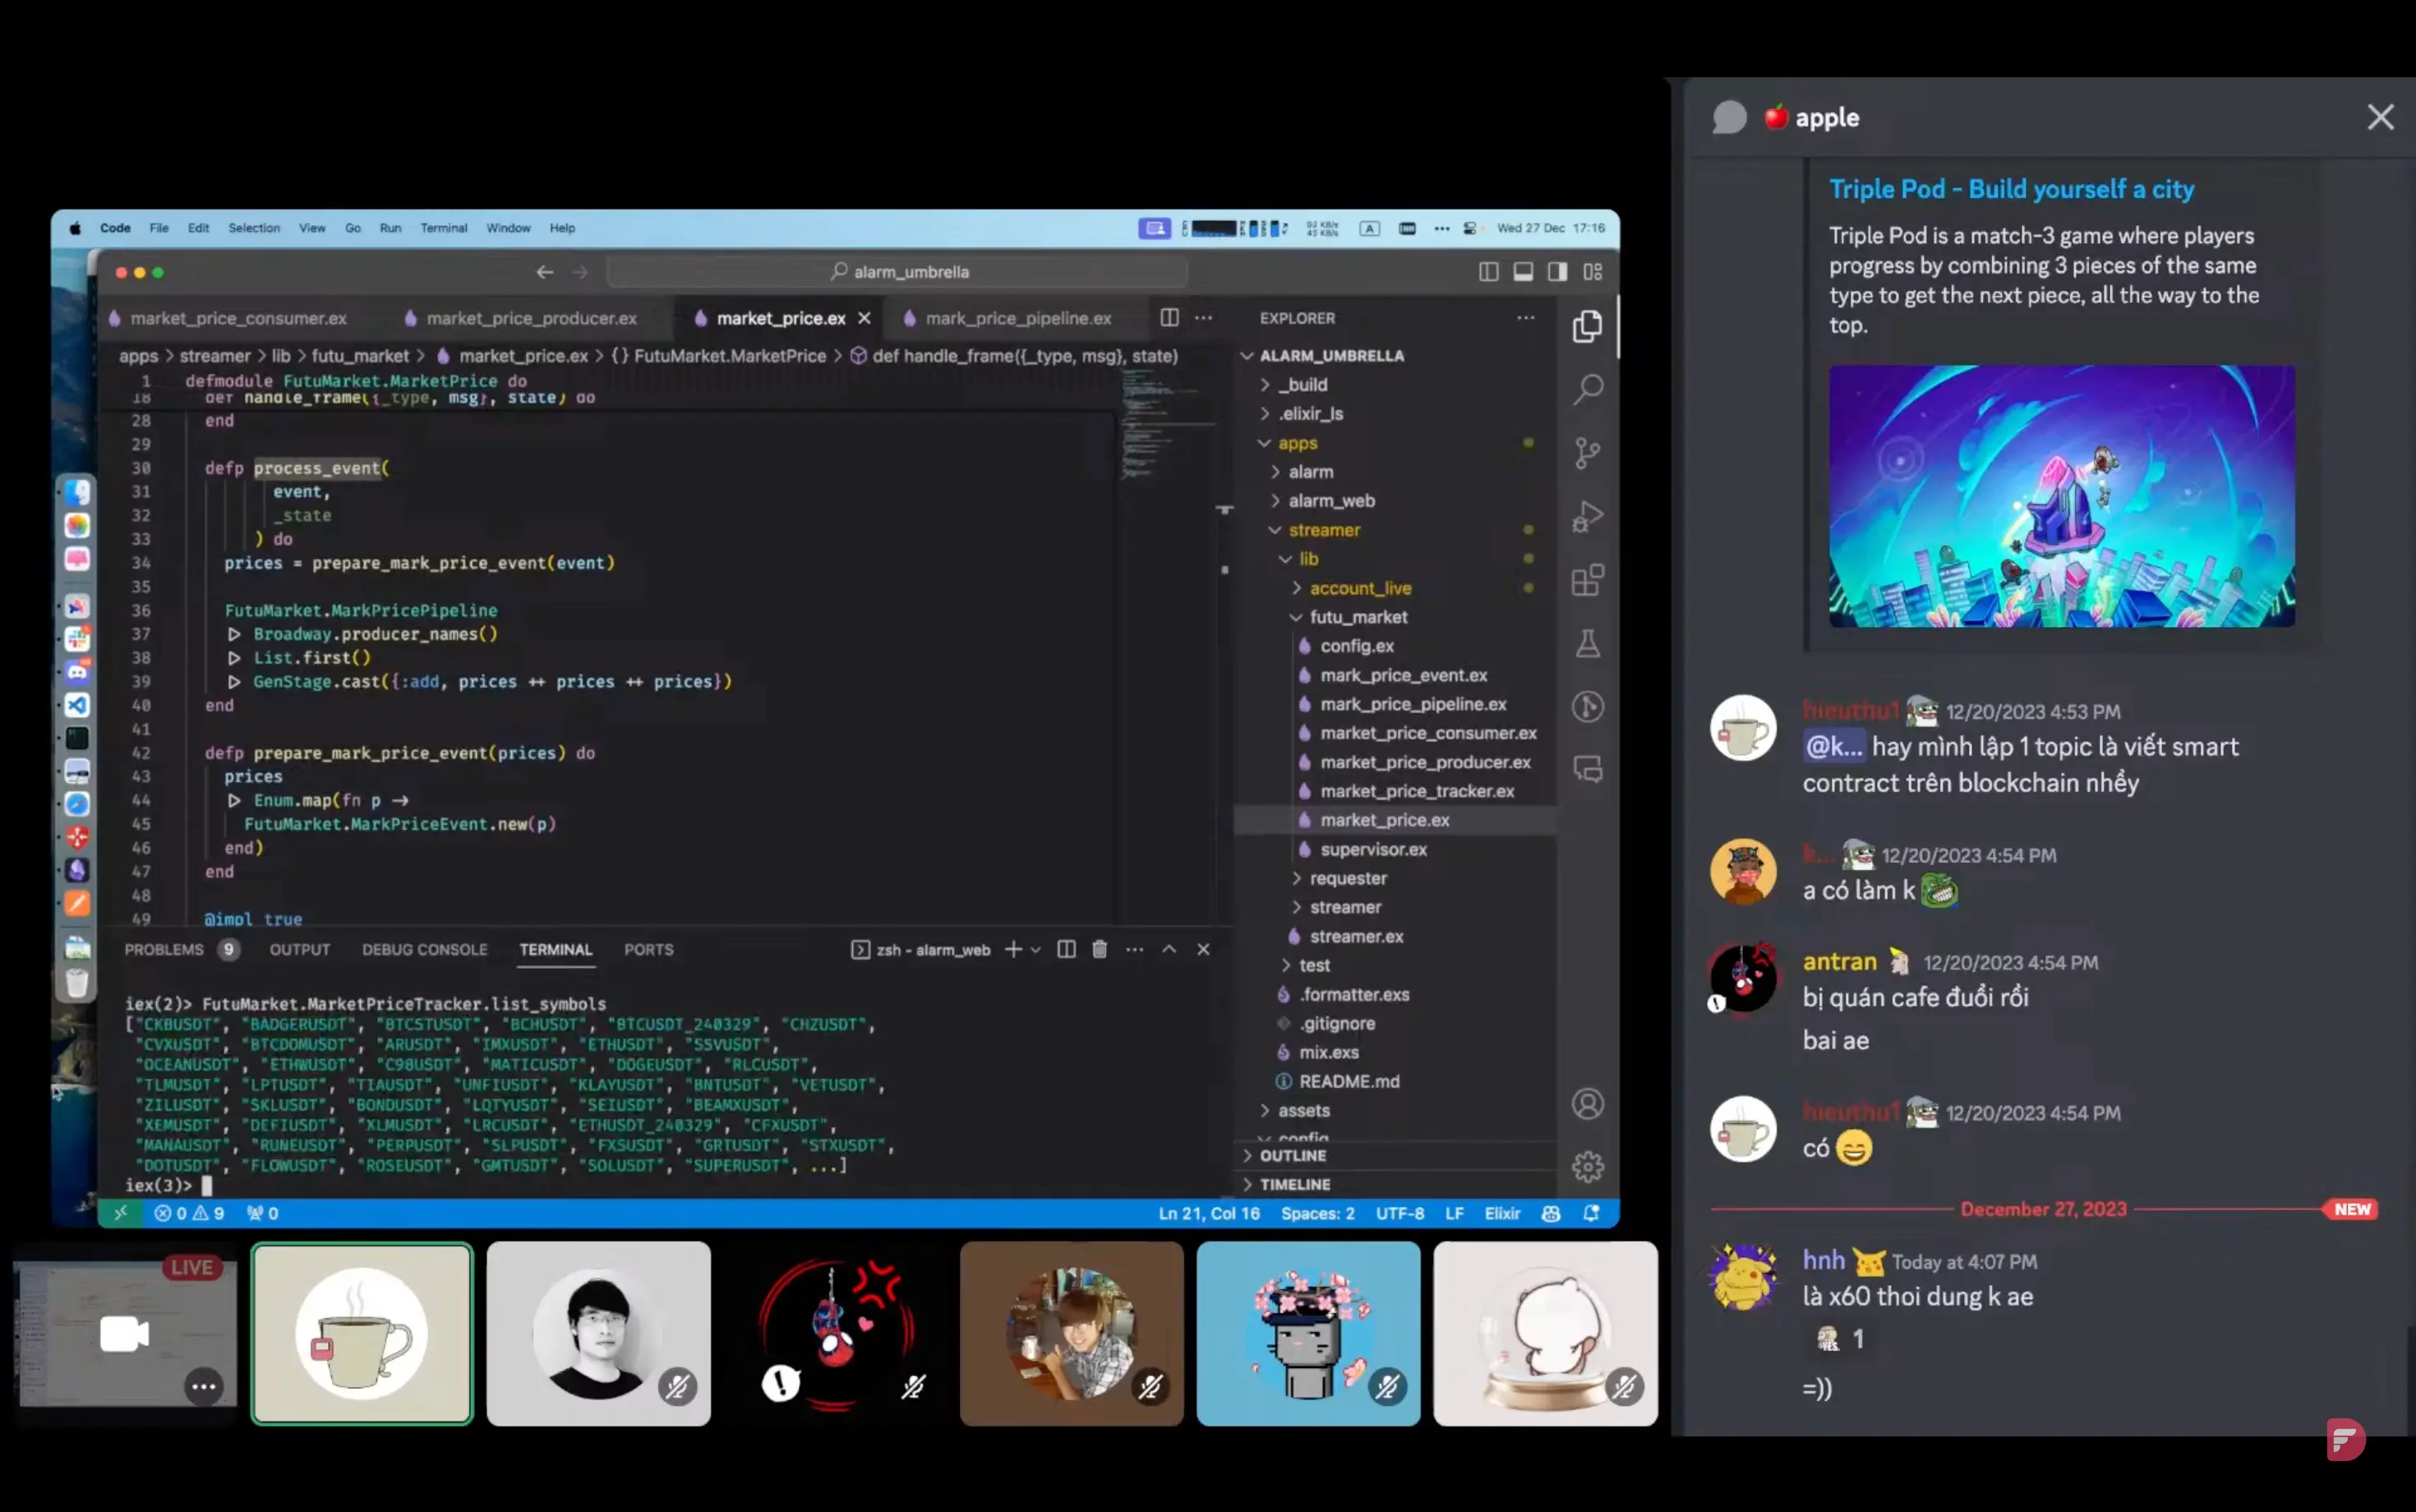 Code File Edit Selection View Go Run Terminal Window Help
A
Wed 27 Dec 17:16
alarm_umbrella
market_price_consumer.ex
market_price_producer.ex
market_price.ex
mark_price_pipeline.ex
apps > streamer > lib > futu_market > market_price.ex > {} FutuMarket.MarketPrice > def handle_frame({_type, msg}, state)
1 defmodule FutuMarket.MarketPrice do
18 def handle_frame({_type, msg}, state) do
28 end
29
30 defp process_event(
31 event,
32 _state
33 ) do
34 prices = prepare_mark_price_event(event)
35
36 FutuMarket.MarkPricePipeline
37 |> Broadway.producer_names()
38 |> List.first()
39 |> GenStage.cast({:add, prices ++ prices ++ prices})
40 end
41
42 defp prepare_mark_price_event(prices) do
43 prices
44 |> Enum.map(fn p ->
45 FutuMarket.MarkPriceEvent.new(p)
46 end)
47 end
48
49 @impl true
EXPLORER
ALARM_UMBRELLA
_build
.elixir_ls
apps
alarm
alarm_web
streamer
lib
account_live
futu_market
config.ex
mark_price_event.ex
mark_price_pipeline.ex
market_price_consumer.ex
market_price_producer.ex
market_price_tracker.ex
market_price.ex
supervisor.ex
requester
streamer
streamer.ex
test
.formatter.exs
.gitignore
mix.exs
README.md
assets
config
OUTLINE
TIMELINE
PROBLEMS 9 OUTPUT DEBUG CONSOLE TERMINAL PORTS
zsh - alarm_web
iex(2)> FutuMarket.MarketPriceTracker.list_symbols
["CKBUSDT", "BADGERUSDT", "BTCSTUSDT", "BCHUSDT", "BTCUSDT_240329", "CHZUSDT",
"CVXUSDT", "BTCDOMUSDT", "ARUSDT", "IMXUSDT", "ETHUSDT", "SSVUSDT",
"OCEANUSDT", "ETHWUSDT", "C98USDT", "MATICUSDT", "DOGEUSDT", "RLCUSDT",
"TLMUSDT", "LPTUSDT", "TIAUSDT", "UNFIUSDT", "KLAYUSDT", "BNTUSDT", "VETUSDT",
"ZILUSDT", "SKLUSDT", "BONDUSDT", "LQTYUSDT", "SEIUSDT", "BEAMXUSDT",
"XEMUSDT", "DEFIUSDT", "XLMUSDT", "LRCUSDT", "ETHUSDT_240329", "CFXUSDT",
"MANAUSDT", "RUNEUSDT", "PERPUSDT", "SLPUSDT", "FXSUSDT", "GRTUSDT", "STXUSDT",
"DOTUSDT", "FLOWUSDT", "ROSEUSDT", "GMTUSDT", "SOLUSDT", "SUPERUSDT", ...]
iex(3)>
0 9 0
Ln 21, Col 16 Spaces: 2 UTF-8 LF Elixir
LIVE
apple
Triple Pod - Build yourself a city
Triple Pod is a match-3 game where players
progress by combining 3 pieces of the same
type to get the next piece, all the way to the
top.
hieuthu1 12/20/2023 4:53 PM
@k... hay mình lập 1 topic là viết smart
contract trên blockchain nhểy
k... 12/20/2023 4:54 PM
a có làm k
antran 12/20/2023 4:54 PM
bị quán cafe đuổi rồi
bai ae
hieuthu1 12/20/2023 4:54 PM
có
December 27, 2023
NEW
hnh Today at 4:07 PM
là x60 thoi dung k ae
YES. 1
=))